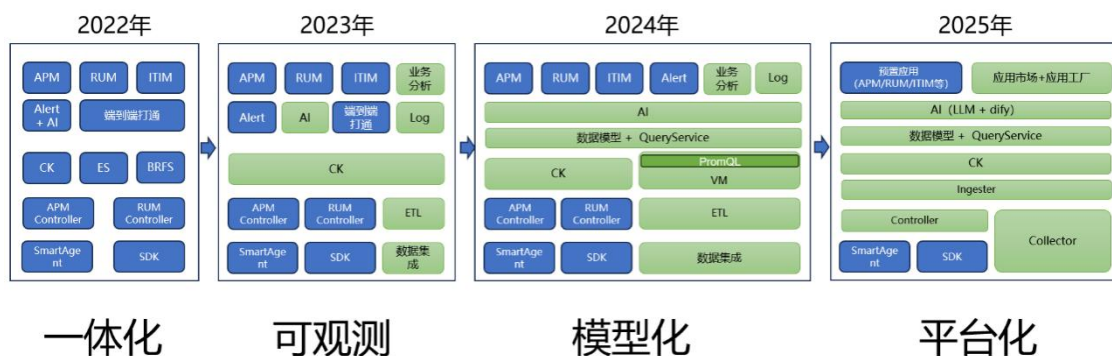 2022年
2023年
2024年
2025年
APM
RUM
ITIM
Alert
+ AI
端到端打通
CK
ES
BRFS
APM
Controller
RUM
Controller
SmartAge
nt
SDK
APM
RUM
ITIM
业务
分析
Alert
AI
端到端
打通
Log
CK
APM
Controller
RUM
Controller
ETL
SmartAge
nt
SDK
数据集
成
APM
RUM
ITIM
Alert
业务
分析
Log
AI
数据模型 + QueryService
CK
PromQL
VM
APM
Controller
RUM
Controller
ETL
SmartAge
nt
SDK
数据集成
预置应用
(APM/RUM/ITIM等)
应用市场+应用工厂
AI（LLM + dify）
数据模型 + QueryService
CK
Ingester
Controller
Collector
SmartAge
nt
SDK
一体化
可观测
模型化
平台化